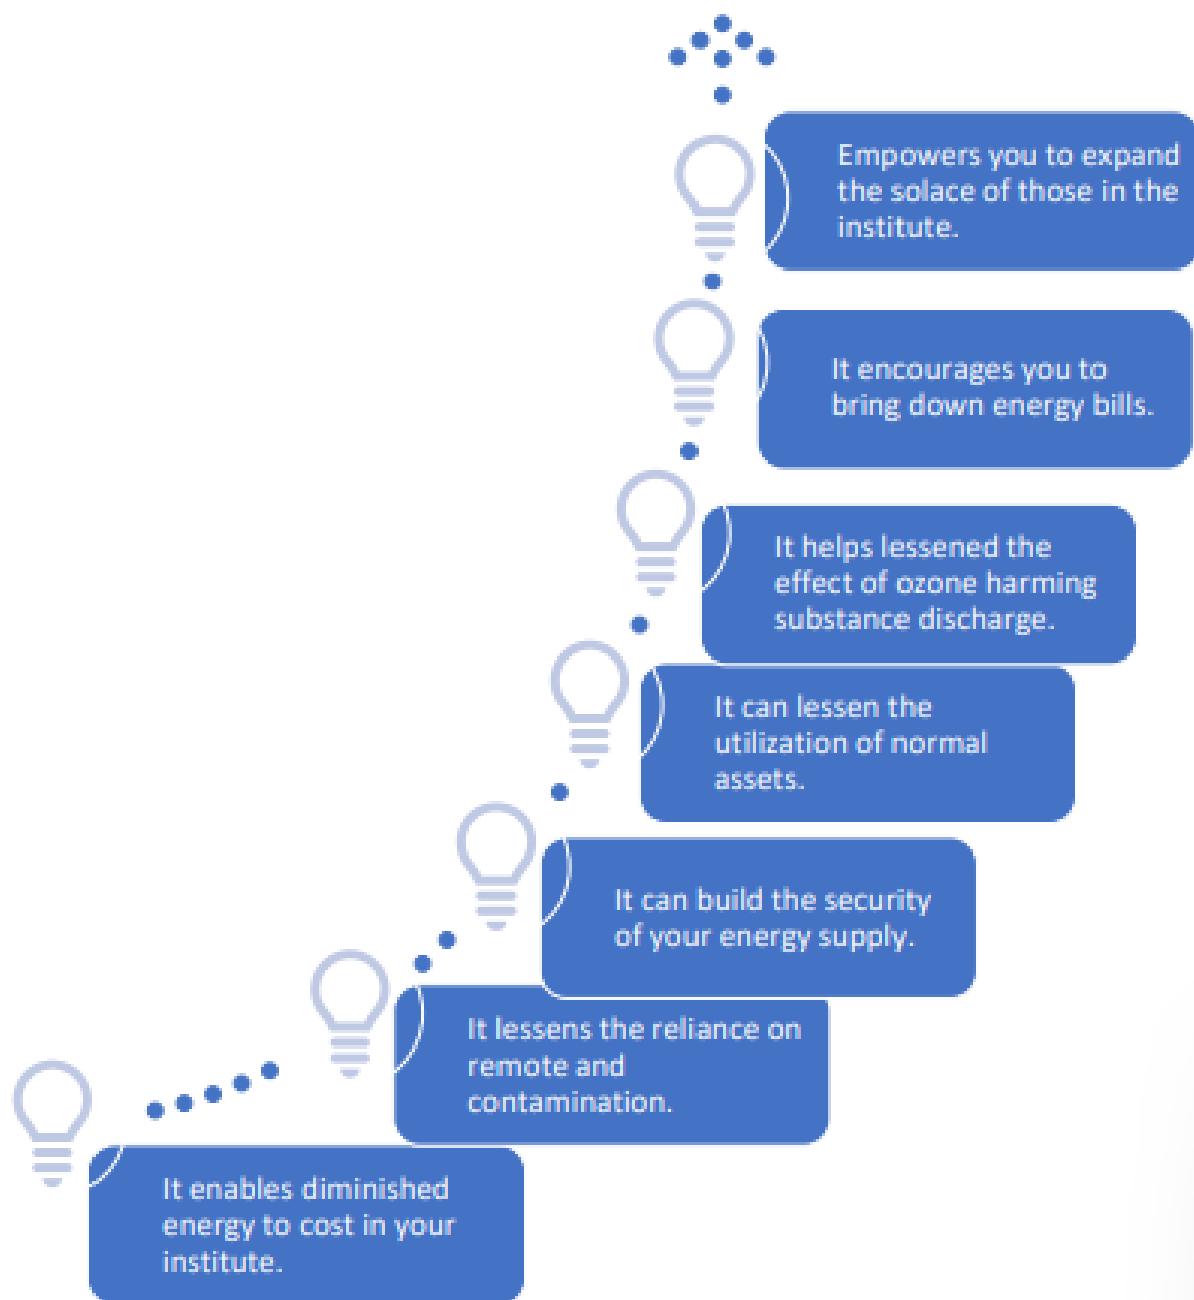 Empowers you to expand
the solace of those in the
institute.
It encourages you to
bring down energy bills.
It helps lessened the
effect of ozone harming
substance discharge.
It can lessen the
utilization of normal
assets.
It can build the security
of your energy supply.
It lessens the reliance on
remote and
contamination.
It enables diminished
energy to cost in your
institute.